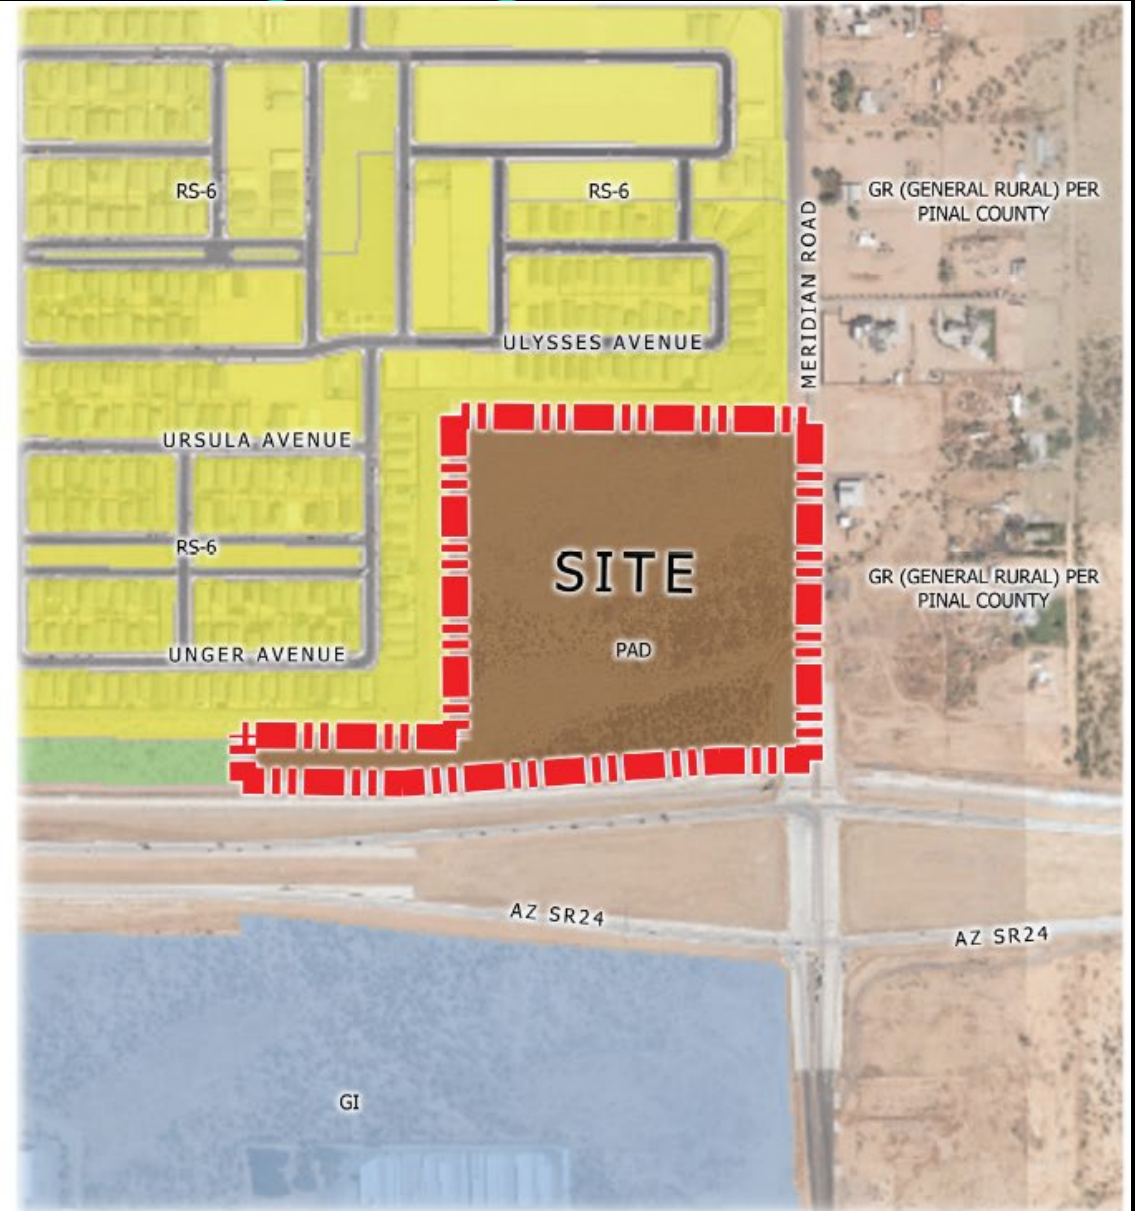 RS-6
RS-6
GR (GENERAL RURAL) PER
PINAL COUNTY
MERIDIAN ROAD
ULYSSES AVENUE
URSULA AVENUE
RS-6
SITE
GR (GENERAL RURAL) PER
PINAL COUNTY
PAD
UNGER AVENUE
AZ SR24
AZ SR24
GI